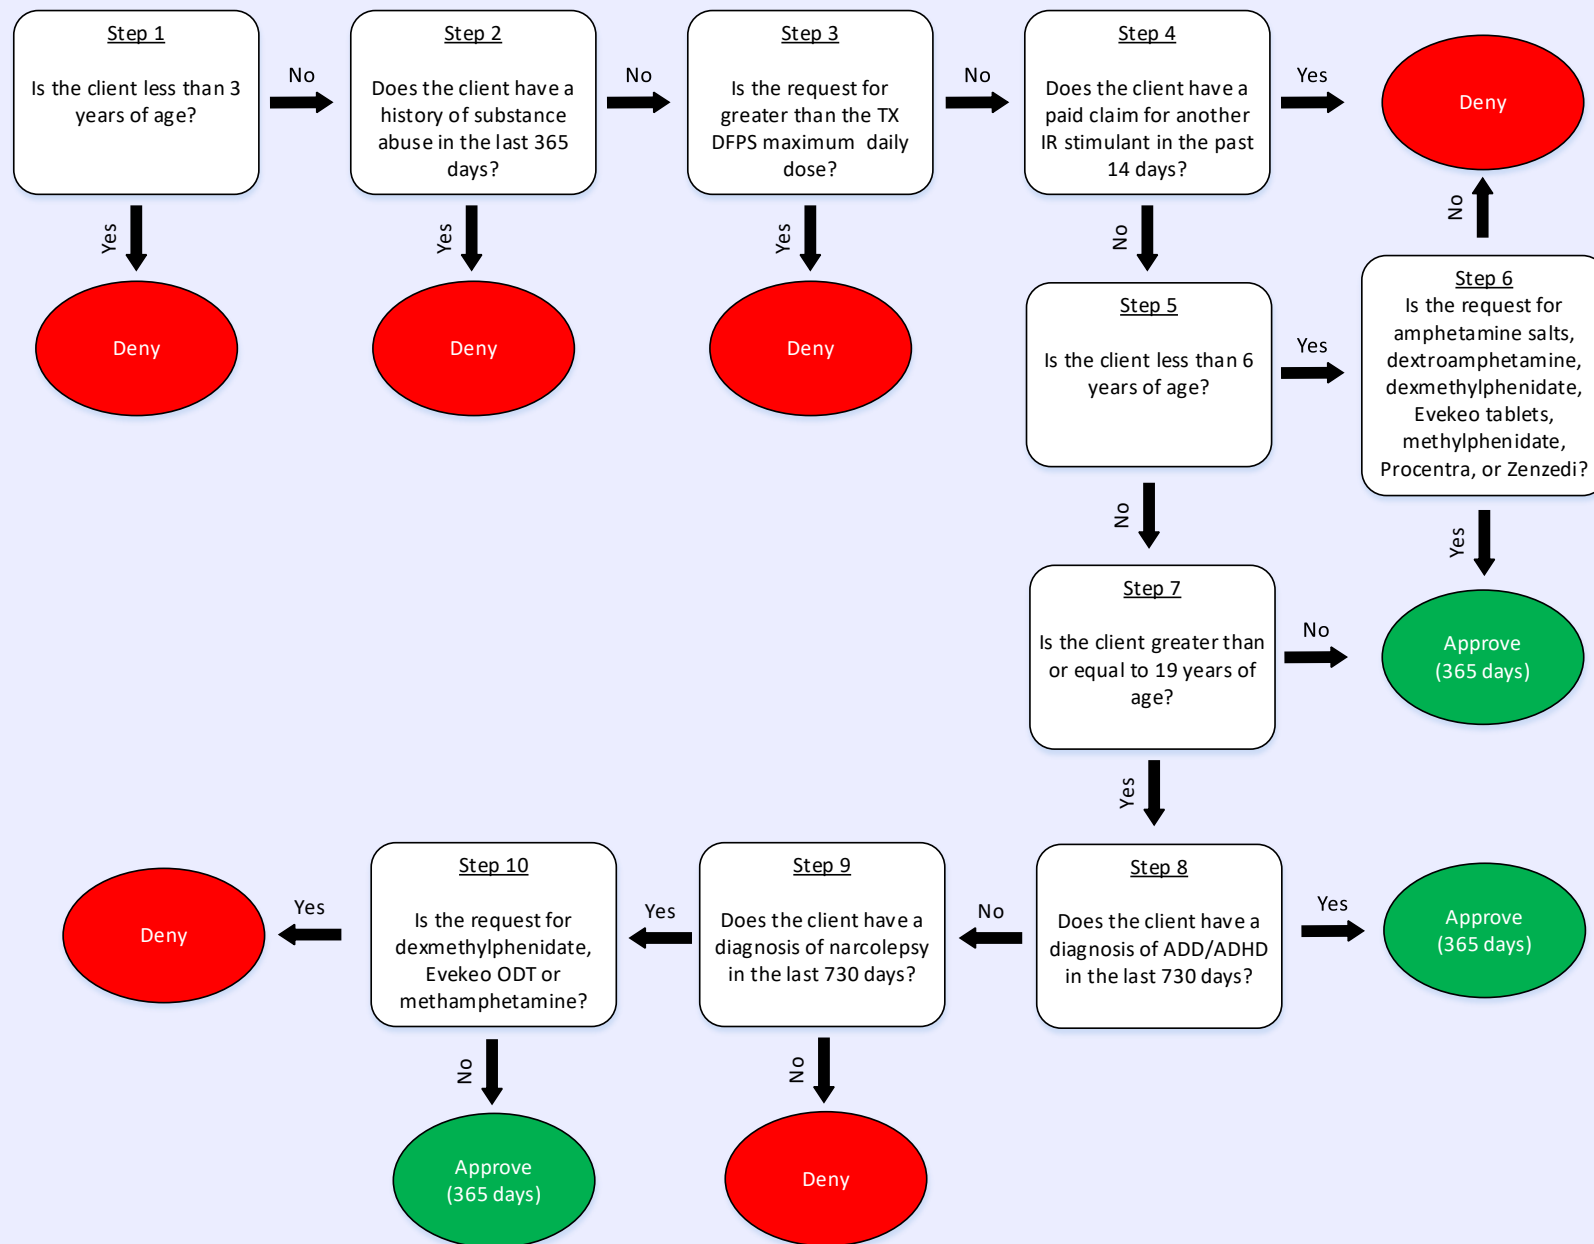 Step 1
Is the client less than 3
years of age?
No
Yes
Deny
Step 2
Does the client have a
history of substance
abuse in the last 365
days?
No
Yes
Deny
Step 3
Is the request for
greater than the TX
DFPS maximum daily
dose?
No
Yes
Deny
Step 4
Does the client have a
paid claim for another
IR stimulant in the past
14 days?
Yes
Deny
No
Step 5
Is the client less than 6
years of age?
Yes
No
Step 6
Is the request for
amphetamine salts,
dextroamphetamine,
dexmethylphenidate,
Evekeo tablets,
methylphenidate,
Procentra, or Zenzedi?
No
Yes
Step 7
Is the client greater than
or equal to 19 years of
age?
No
Approve
(365 days)
Yes
Step 8
Does the client have a
diagnosis of ADD/ADHD
in the last 730 days?
Yes
Approve
(365 days)
No
Step 9
Does the client have a
diagnosis of narcolepsy
in the last 730 days?
Yes
No
Deny
Step 10
Is the request for
dexmethylphenidate,
Evekeo ODT or
methamphetamine?
Yes
Deny
No
Approve
(365 days)